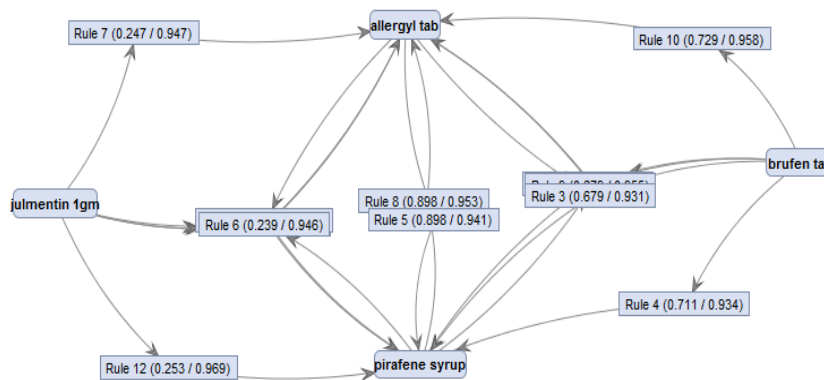 allergyl tab
Rule 7 (0.247 / 0.947)
Rule 10 (0.729 / 0.958)
brufen ta
Rule 3 (0.679 / 0.931)
Rule 8 (0.898 / 0.953)
julmentin 1gm
Rule 5 (0.898 / 0.941)
Rule 6 (0.239 / 0.946)
Rule 4 (0.711 / 0.934)
pirafene syrup
Rule 12 (0.253 / 0.969)